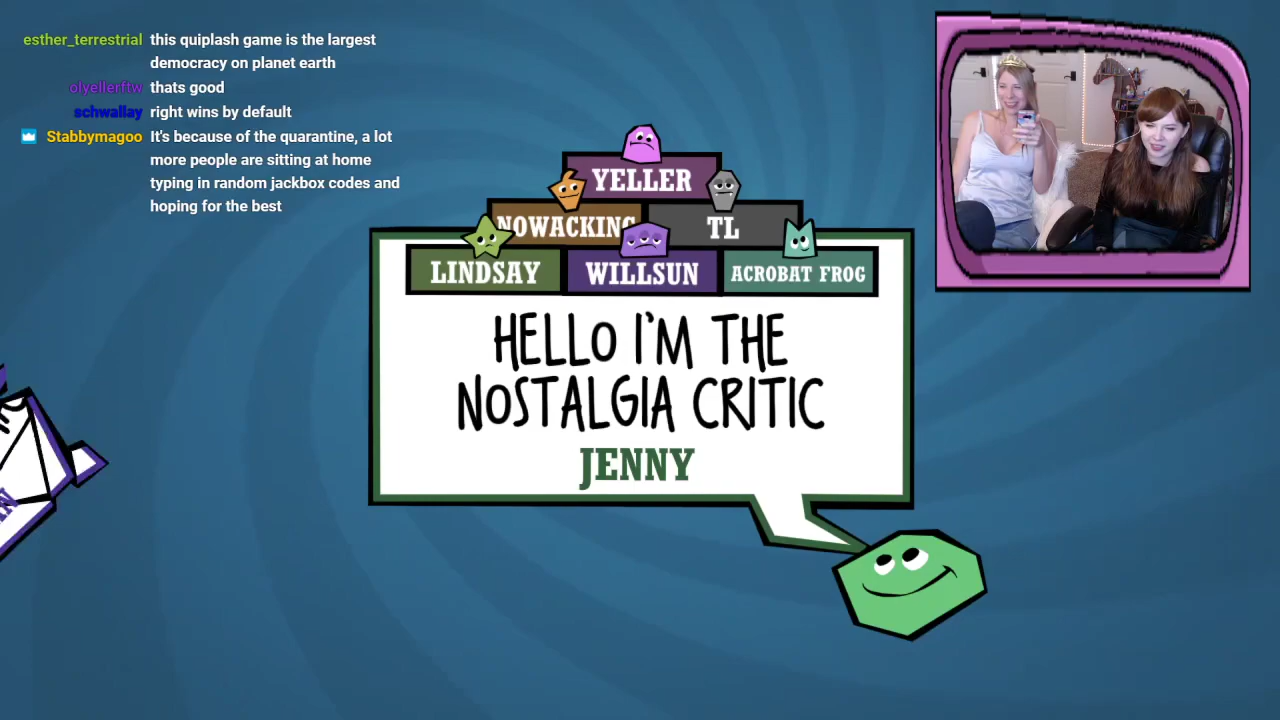 esther_terrestrial this quiplash game is the largest
democracy on planet earth
olyellerftw thats good
schwallay right wins by default
Stabbymagoo It's because of the quarantine, a lot
more people are sitting at home
typing in random jackbox codes and
hoping for the best
YELLER
NOWACKING
TL
LINDSAY
WILLSUN
ACROBAT FROG
HELLO I'M THE
NOSTALGIA CRITIC
JENNY